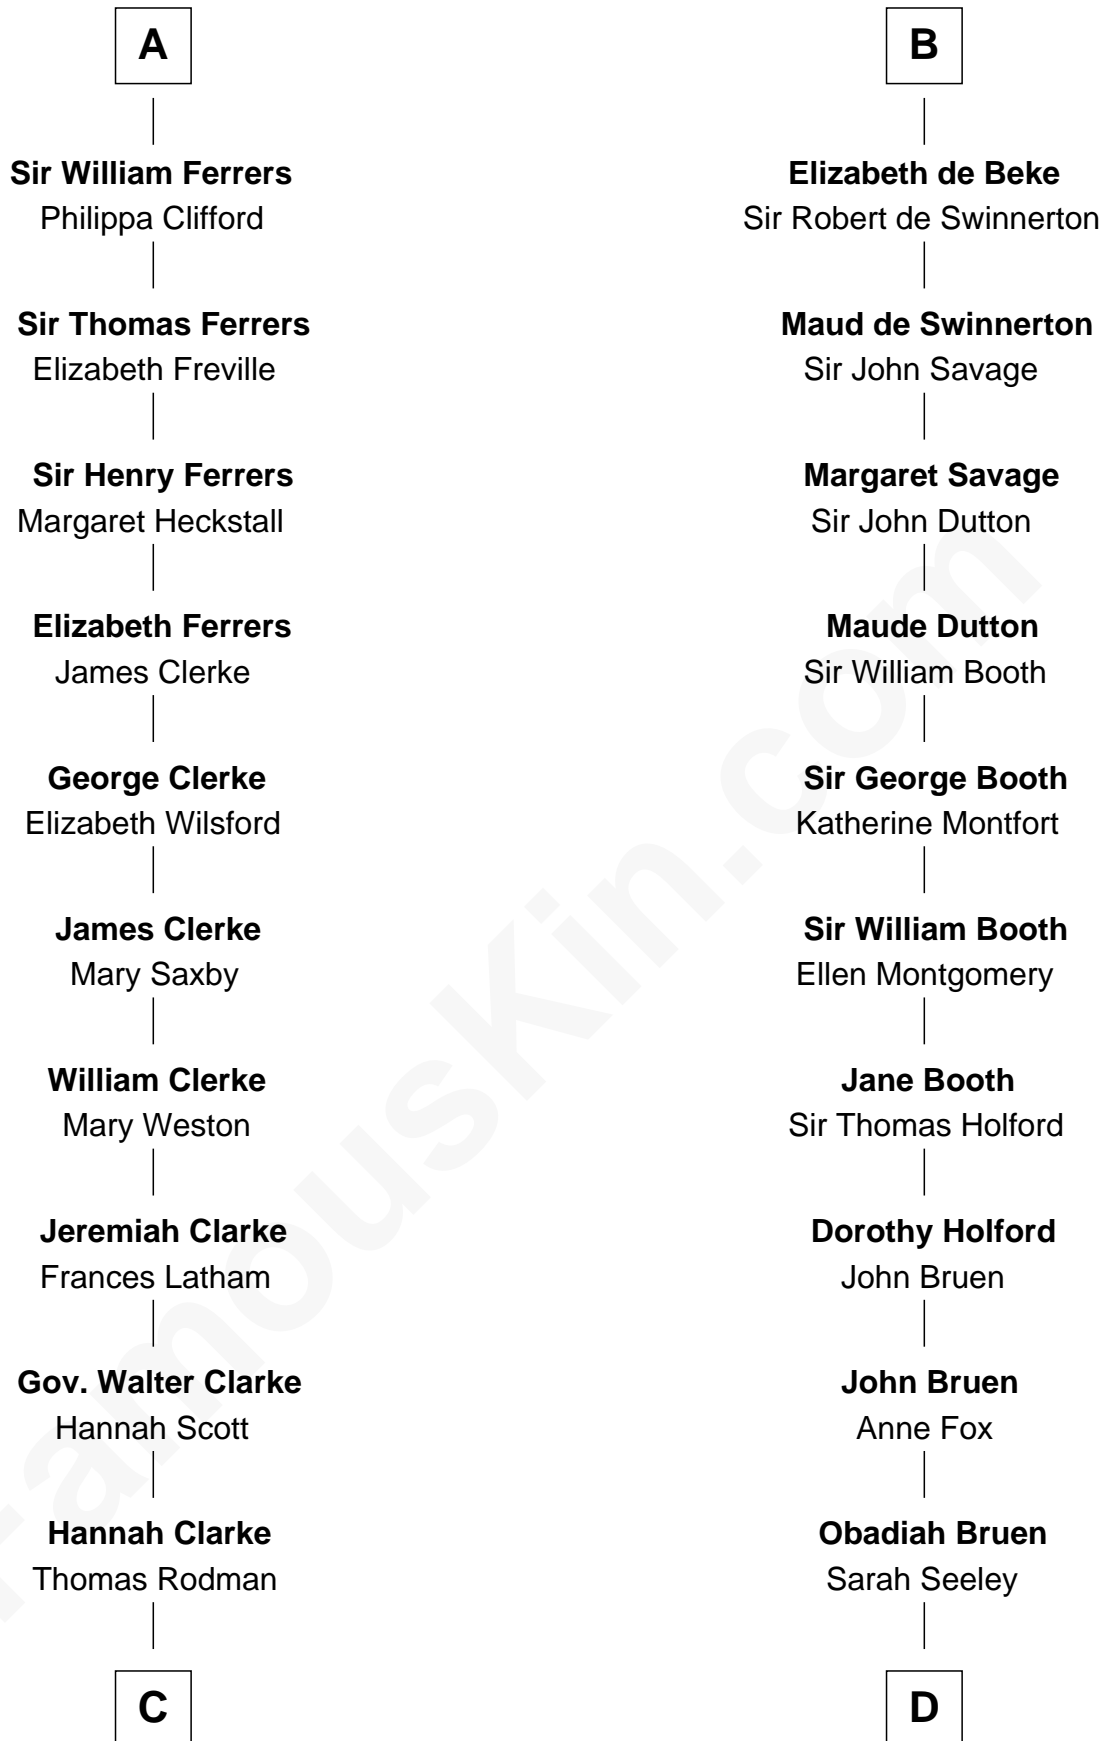 A
Sir William Ferrers
Philippa Clifford
Sir Thomas Ferrers
Elizabeth Freville
Sir Henry Ferrers
Margaret Heckstall
Elizabeth Ferrers
James Clerke
George Clerke
Elizabeth Wilsford
James Clerke
Mary Saxby
William Clerke
Mary Weston
Jeremiah Clarke
Frances Latham
Gov. Walter Clarke
Hannah Scott
Hannah Clarke
Thomas Rodman
C
B
Elizabeth de Beke
Sir Robert de Swinnerton
Maud de Swinnerton
Sir John Savage
Margaret Savage
Sir John Dutton
Maude Dutton
Sir William Booth
Sir George Booth
Katherine Montfort
Sir William Booth
Ellen Montgomery
Jane Booth
Sir Thomas Holford
Dorothy Holford
John Bruen
John Bruen
Anne Fox
Obadiah Bruen
Sarah Seeley
D
FamousKin.com